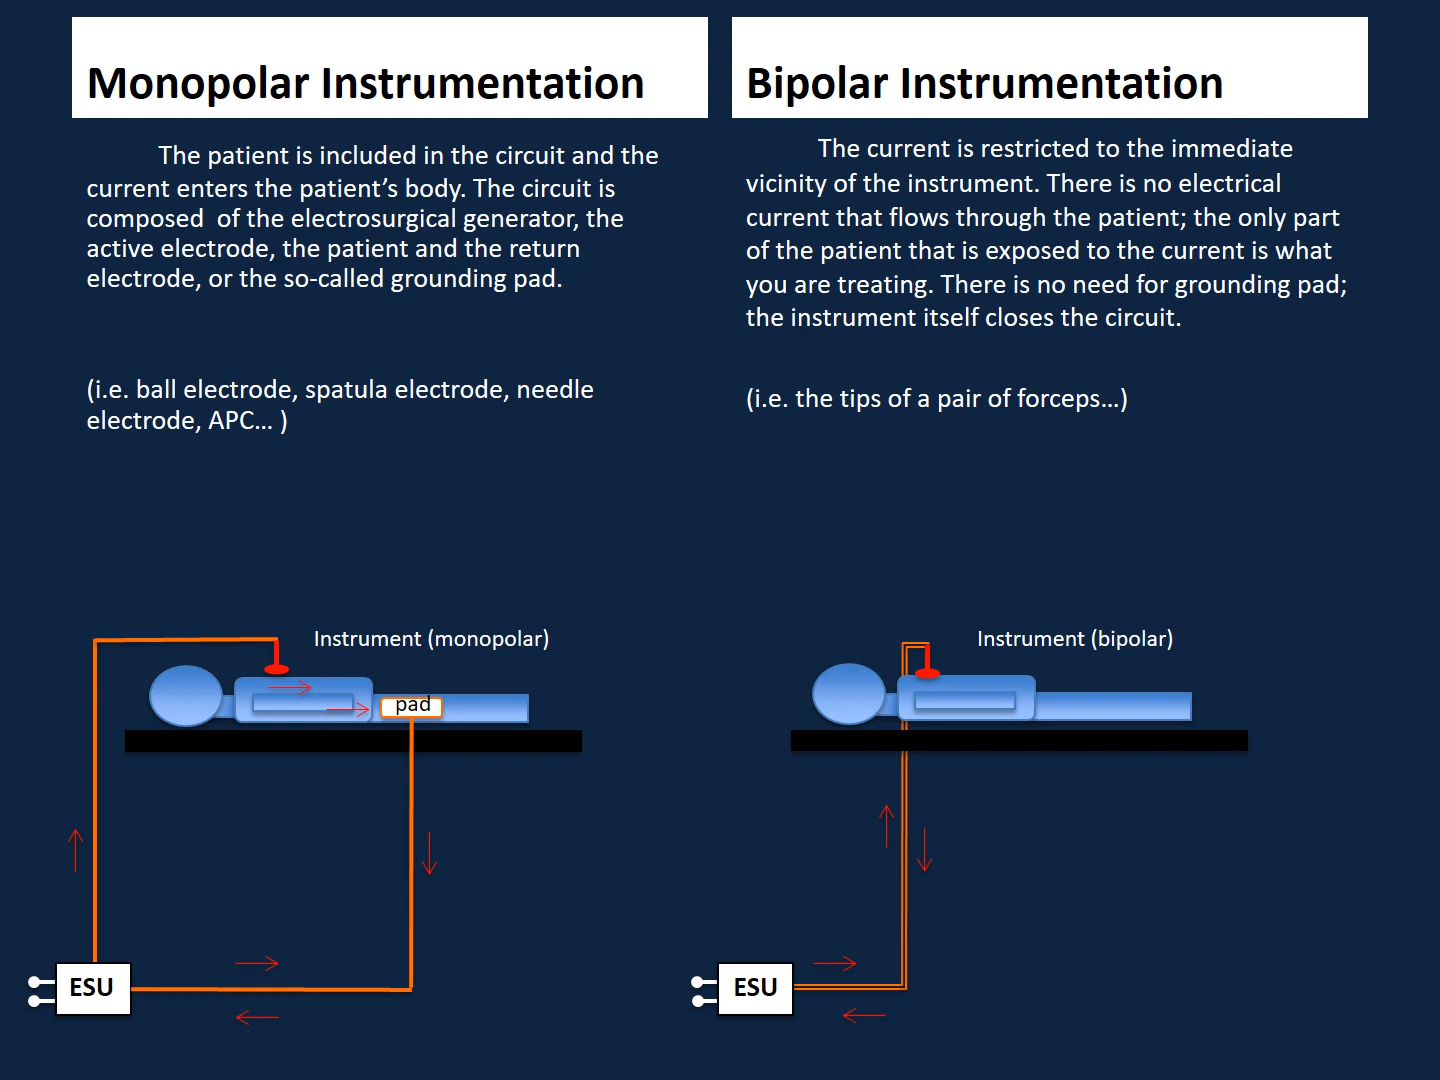 Monopolar Instrumentation
The patient is included in the circuit and the
current enters the patient’s body. The circuit is
composed  of the electrosurgical generator, the
active electrode, the patient and the return
electrode, or the so-called grounding pad.
(i.e. ball electrode, spatula electrode, needle
electrode, APC... )
Bipolar Instrumentation
The current is restricted to the immediate
vicinity of the instrument. There is no electrical
current that flows through the patient; the only part
of the patient that is exposed to the current is what
you are treating. There is no need for grounding pad;
the instrument itself closes the circuit.
(i.e. the tips of a pair of forceps...)
Instrument (monopolar)
pad
ESU
Instrument (bipolar)
ESU